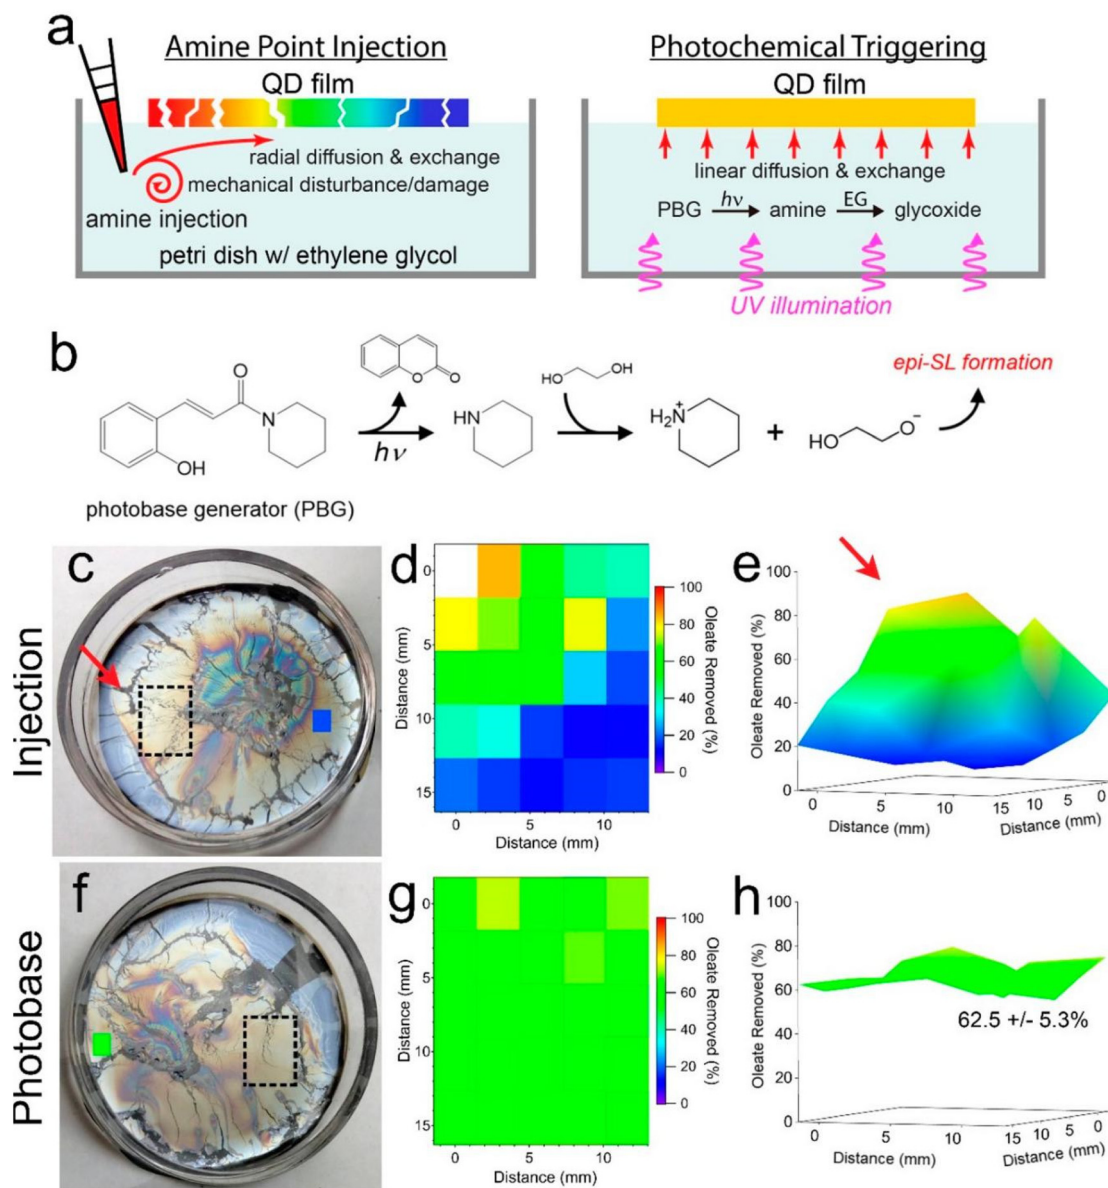 a
Amine Point Injection
QD film
radial diffusion & exchange
mechanical disturbance/damage
amine injection
petri dish w/ ethylene glycol
Photochemical Triggering
QD film
linear diffusion & exchange
PBG hν amine EG glycoxide
UV illumination
b
O
N
OH
photobase generator (PBG)
O O
hν
HN
HO OH
H2N+
+
HO O−
epi-SL formation
Injection
c
d
0
5
10
15
Distance (mm)
0 10
Distance (mm)
100
80
60
40
20
0
Oleate Removed (%)
e
100
80
60
40
20
0
Oleate Removed (%)
0 5 10 15 10 5 0
Distance (mm)
Distance (mm)
Photobase
f
g
0
5
10
15
Distance (mm)
0 10
Distance (mm)
100
80
60
40
20
0
Oleate Removed (%)
h
100
80
60
40
20
0
Oleate Removed (%)
62.5 +/- 5.3%
0 5 10 15 10 5 0
Distance (mm)
Distance (mm)